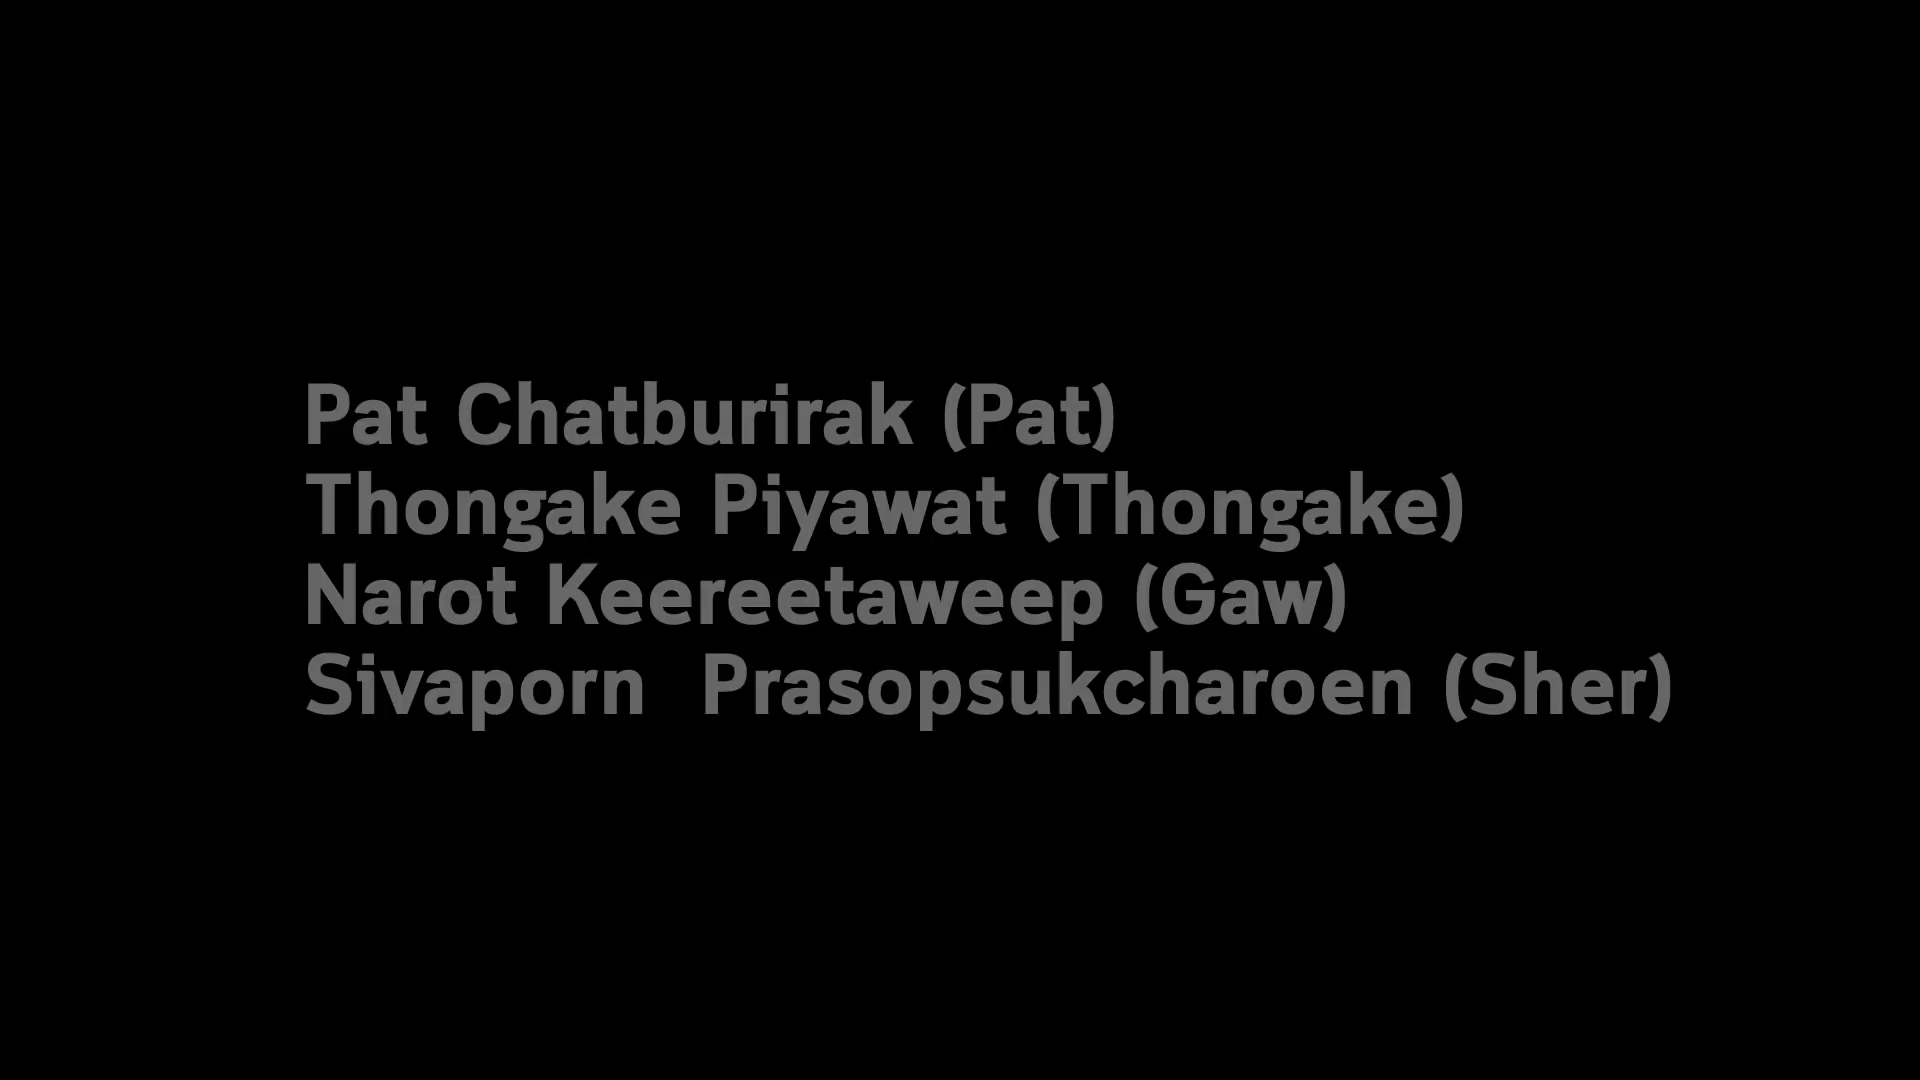 Pat Chatburirak (Pat)
Thongake Piyawat (Thongake)
Narot Keereetaweep (Gaw)
Sivaporn  Prasopsukcharoen (Sher)